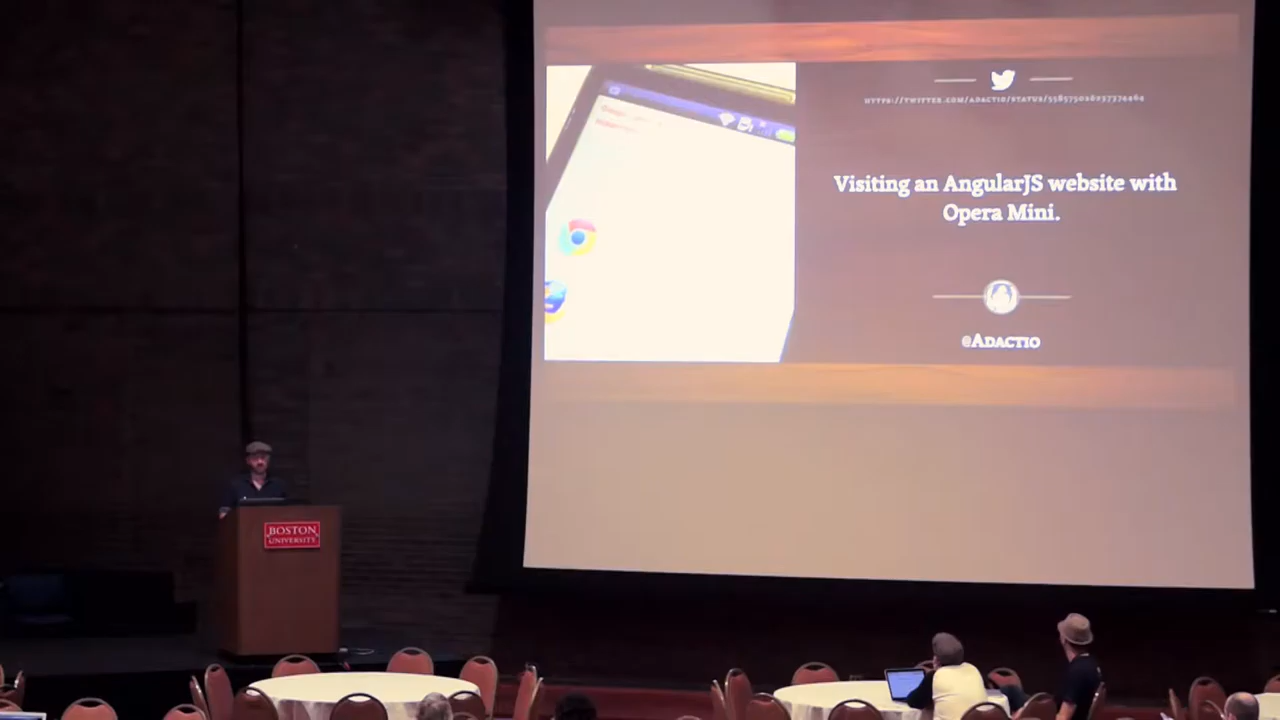 Visiting an AngularJS website with
Opera Mini.
@Adactio
BOSTON
UNIVERSITY